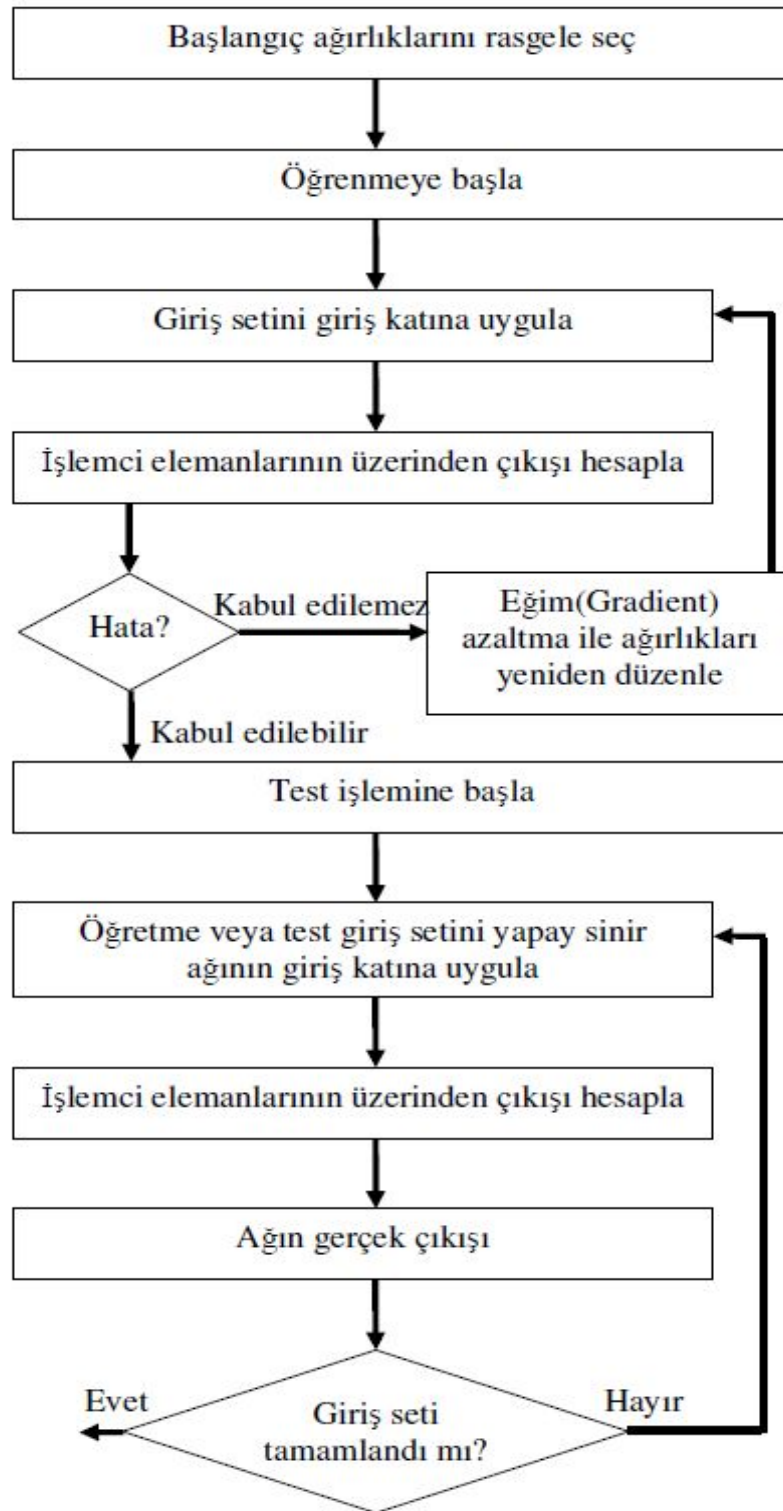 Başlangıç ağırlıklarını rasgele seç
Öğrenmeye başla
Giriş setini giriş katına uygula
İşlemci elemanlarının üzerinden çıkışı hesapla
Hata?
Kabul edilemez
Eğim(Gradient)
azaltma ile ağırlıkları
yeniden düzenle
Kabul edilebilir
Test işlemine başla
Öğretme veya test giriş setini yapay sinir
ağının giriş katına uygula
İşlemci elemanlarının üzerinden çıkışı hesapla
Ağın gerçek çıkışı
Evet
Giriş seti
tamamlandı mı?
Hayır